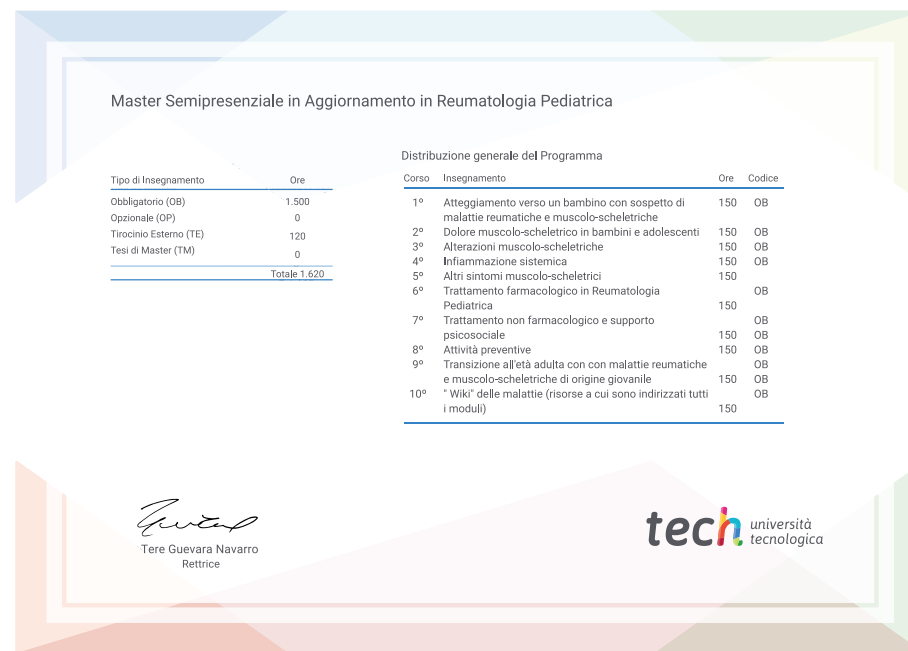 Master Semipresenziale in Aggiornamento in Reumatologia Pediatrica
Tipo di Insegnamento Ore
Obbligatorio (OB) 1.500
Opzionale (OP) 0
Tirocinio Esterno (TE) 120
Tesi di Master (TM) 0
Totale 1.620
Distribuzione generale del Programma
Corso Insegnamento Ore Codice
1º Atteggiamento verso un bambino con sospetto di 150 OB
malattie reumatiche e muscolo-scheletriche
2º Dolore muscolo-scheletrico in bambini e adolescenti 150 OB
3º Alterazioni muscolo-scheletriche 150 OB
4º Infiammazione sistemica 150 OB
5º Altri sintomi muscolo-scheletrici 150
6º Trattamento farmacologico in Reumatologia OB
Pediatrica 150
7º Trattamento non farmacologico e supporto OB
psicosociale 150 OB
8º Attività preventive 150 OB
9º Transizione all'età adulta con con malattie reumatiche OB
e muscolo-scheletriche di origine giovanile 150 OB
10º " Wiki" delle malattie (risorse a cui sono indirizzati tutti OB
i moduli) 150
Tere Guevara Navarro
Rettrice
tech università
tecnologica